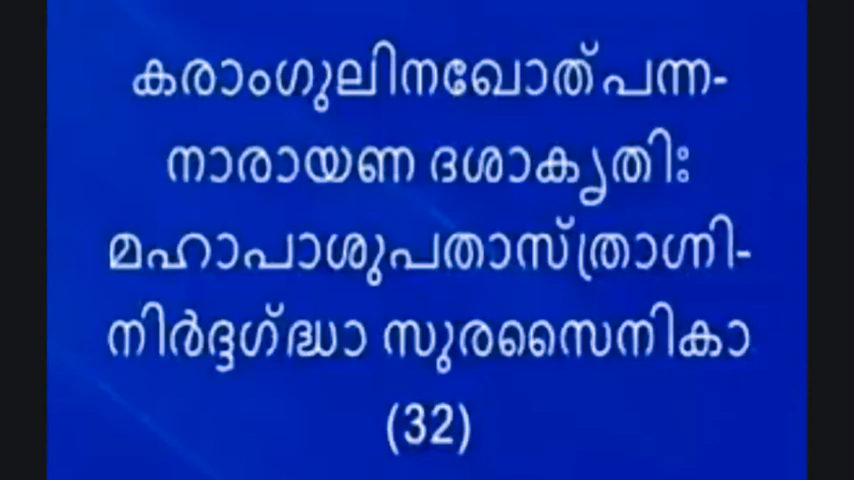 കരാംഗുലിനഖോത്പന്ന-
നാരായണ ദശാകൃതിഃ
മഹാപാശുപതാസ്ത്രാഗ്നി-
നിർദ്ദഗ്ദ്ധാ സുരസൈനികാ
(32)